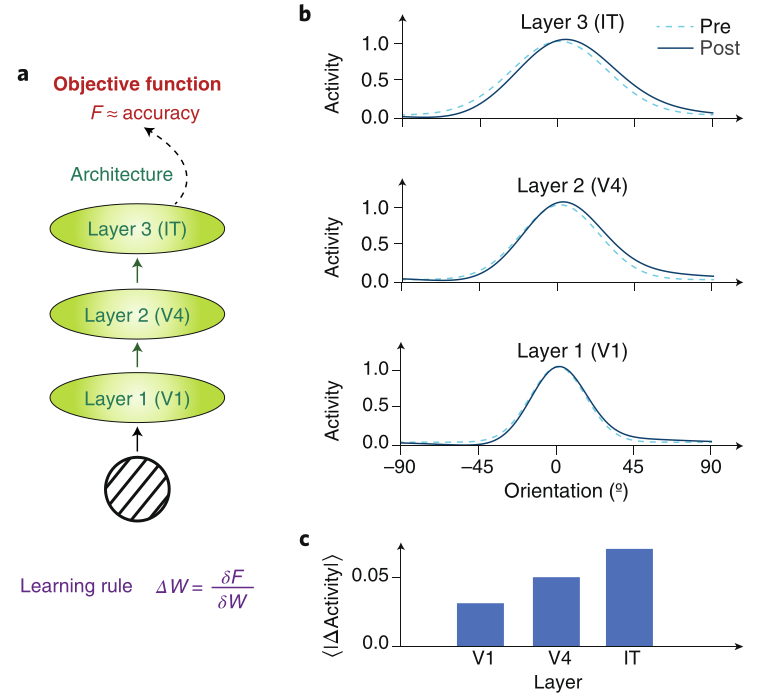 a
Objective function
F ≈ accuracy
Architecture
Layer 3 (IT)
Layer 2 (V4)
Layer 1 (V1)
Learning rule ΔW = δF / δW
b
Layer 3 (IT)
Pre
Post
Activity
1.0
0.5
0.0
Layer 2 (V4)
Activity
1.0
0.5
0.0
Layer 1 (V1)
Activity
1.0
0.5
0.0
–90 –45 0 45 90
Orientation (º)
c
⟨|ΔActivity|⟩
0.05
0.0
V1 V4 IT
Layer